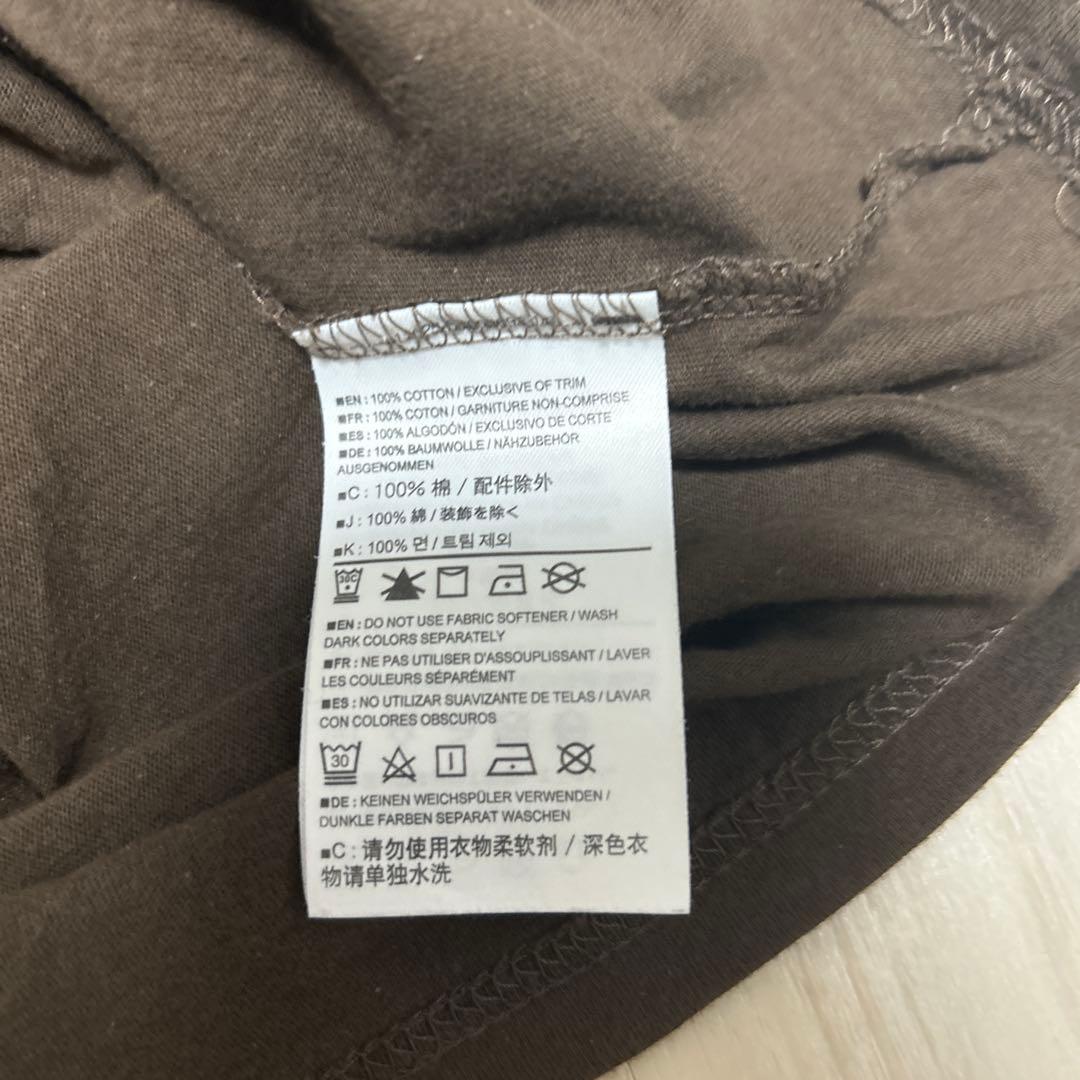 ■EN : 100% COTTON / EXCLUSIVE OF TRIM
■FR : 100% COTON / GARNITURE NON-COMPRISE
■ES : 100% ALGODÓN / EXCLUSIVO DE CORTE
■DE : 100% BAUMWOLLE / NÄHZUBEHÖR
AUSGENOMMEN
■C : 100% 棉 / 配件除外
■J : 100% 綿 / 装飾を除く
■K : 100% 면 / 트림 제외
30C
■EN : DO NOT USE FABRIC SOFTENER / WASH
DARK COLORS SEPARATELY
■FR : NE PAS UTILISER D'ASSOUPLISSANT / LAVER
LES COULEURS SÉPARÉMENT
■ES : NO UTILIZAR SUAVIZANTE DE TELAS / LAVAR
CON COLORES OBSCUROS
30
■DE : KEINEN WEICHSPÜLER VERWENDEN /
DUNKLE FARBEN SEPARAT WASCHEN
■C : 请勿使用衣物柔软剂 / 深色衣
物请单独水洗